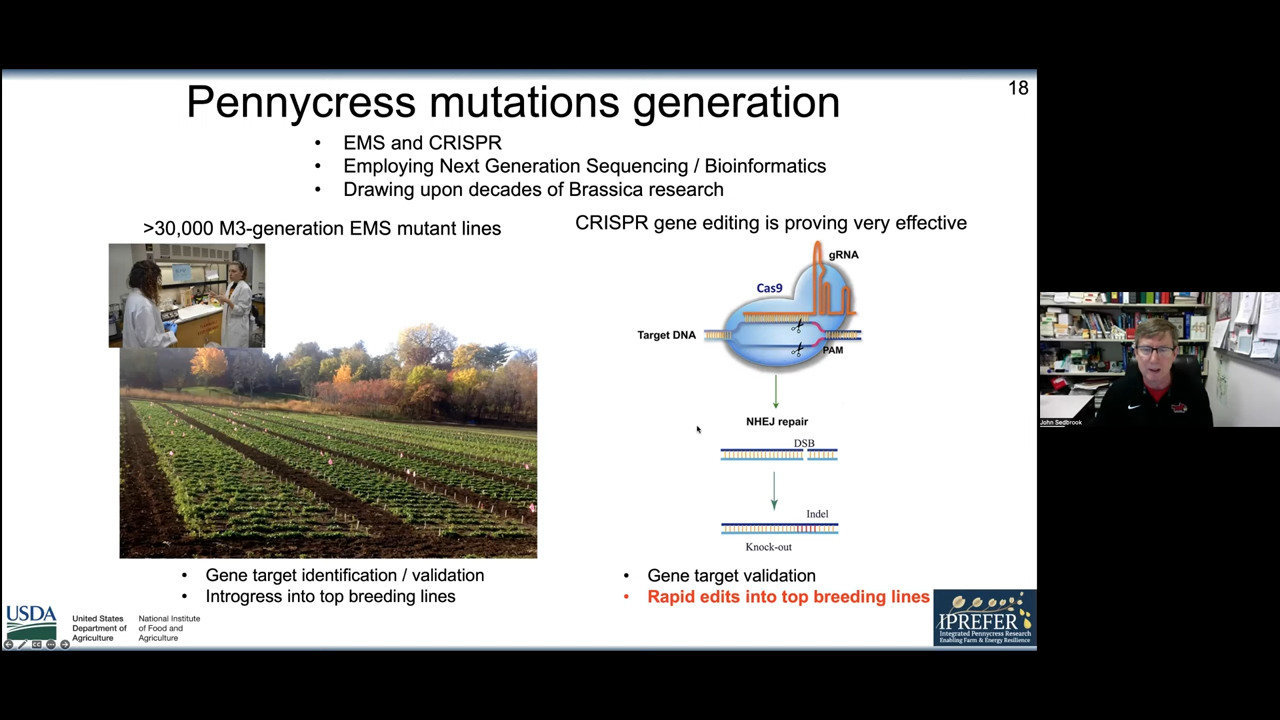 18
Pennycress mutations generation
• EMS and CRISPR
• Employing Next Generation Sequencing / Bioinformatics
• Drawing upon decades of Brassica research
>30,000 M3-generation EMS mutant lines
CRISPR gene editing is proving very effective
gRNA
Cas9
Target DNA
PAM
NHEJ repair
DSB
Indel
Knock-out
• Gene target identification / validation
• Introgress into top breeding lines
• Gene target validation
• Rapid edits into top breeding lines
USDA
United States
Department of
Agriculture
National Institute
of Food and
Agriculture
IPREFER
Integrated Pennycress Research
Enabling Farm & Energy Resilience
John Sedbrook